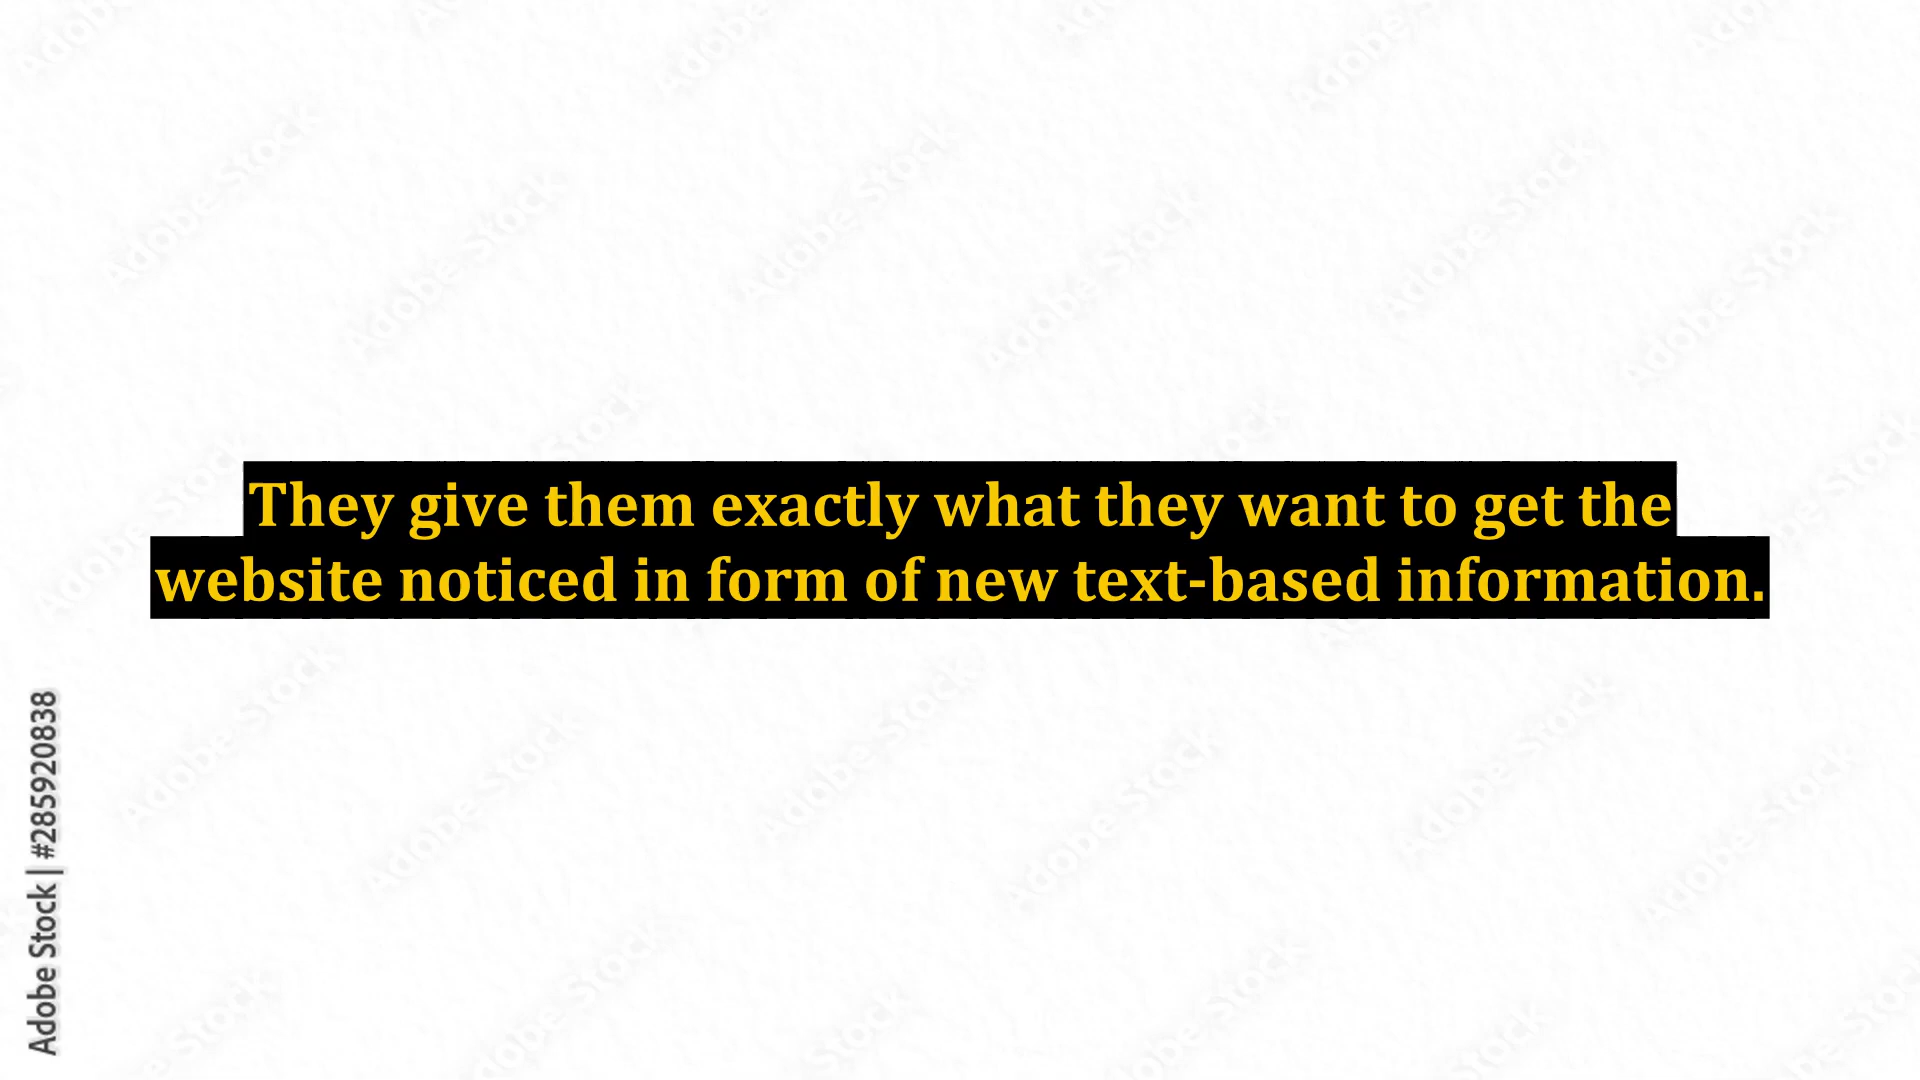 They give them exactly what they want to get the
website noticed in form of new text-based information.
Adobe Stock | #285920838